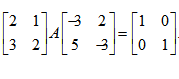 [2 1; 3 2] A [-3 2; 5 -3] = [1 0; 0 1].